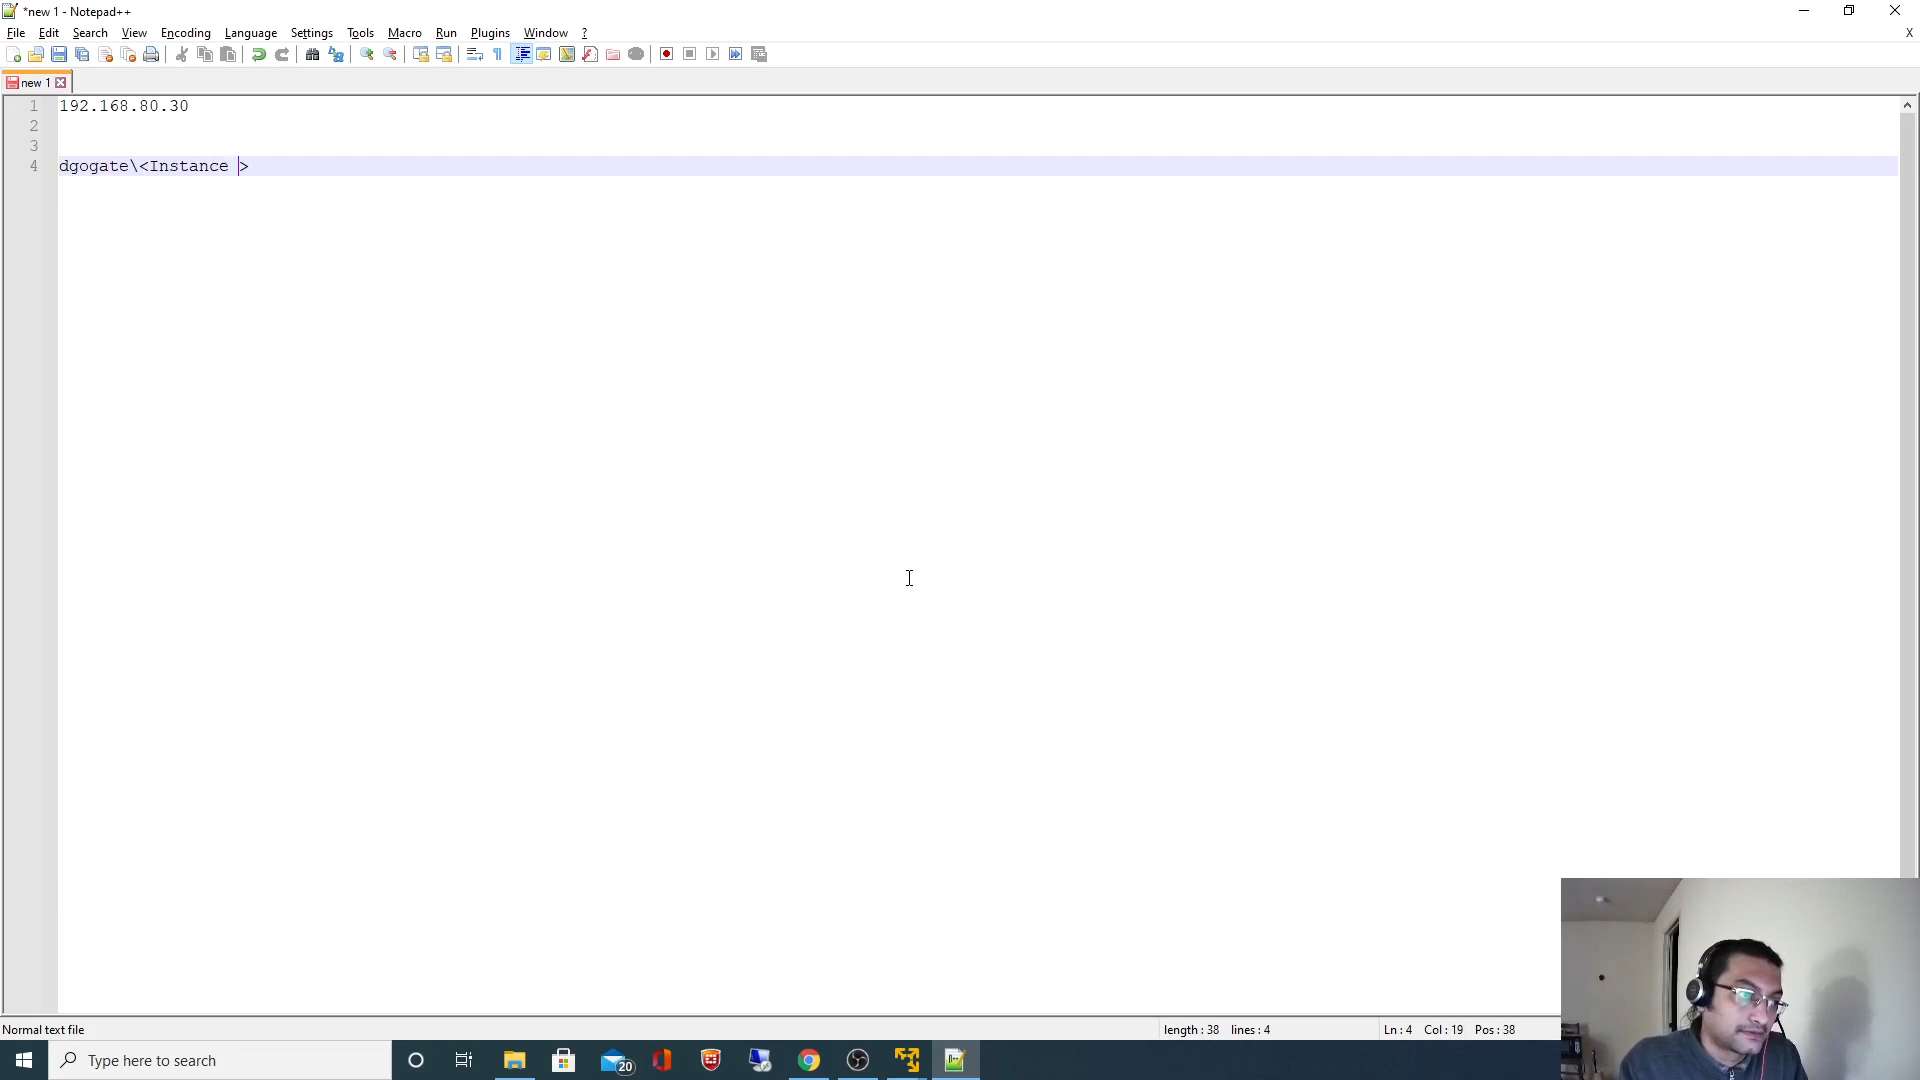 *new 1 - Notepad++
File Edit Search View Encoding Language Settings Tools Macro Run Plugins Window ? X
new 1
1 192.168.80.30
2
3
4 dgogate\<Instance >
Normal text file length : 38 lines : 4 Ln : 4 Col : 19 Pos : 38
Type here to search 20